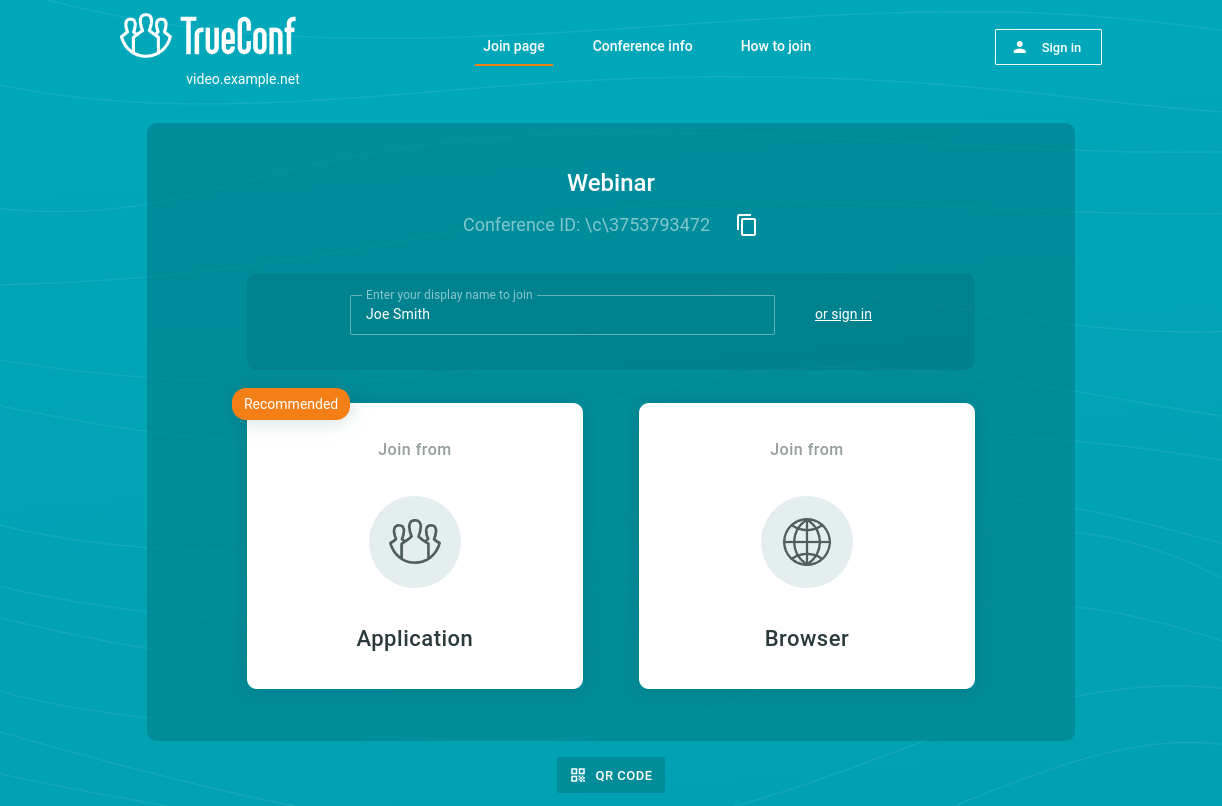 TrueConf
video.example.net
Join page
Conference info
How to join
Sign in
Webinar
Conference ID: \c\3753793472
Enter your display name to join
Joe Smith
or sign in
Recommended
Join from
Application
Join from
Browser
QR CODE